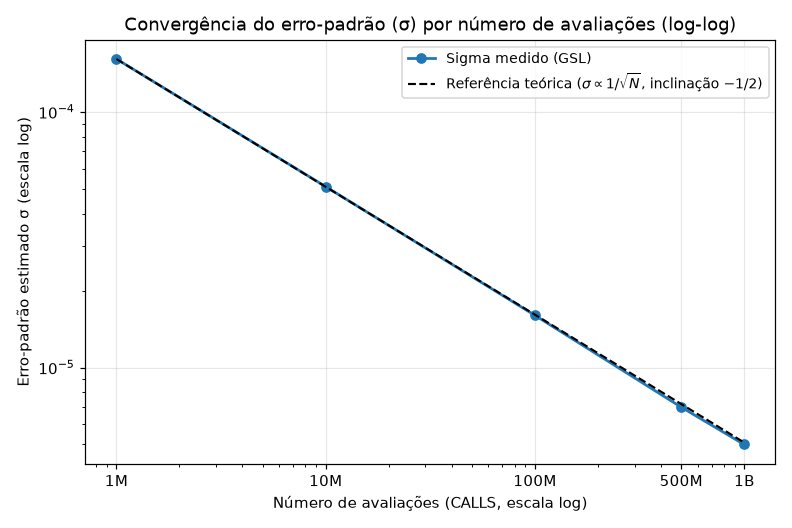 Convergência do erro-padrão (σ) por número de avaliações (log-log)
Sigma medido (GSL)
Referência teórica (σ ∝ 1/√N, inclinação −1/2)
Erro-padrão estimado σ (escala log)
10⁻⁴
10⁻⁵
1M 10M 100M 500M 1B
Número de avaliações (CALLS, escala log)